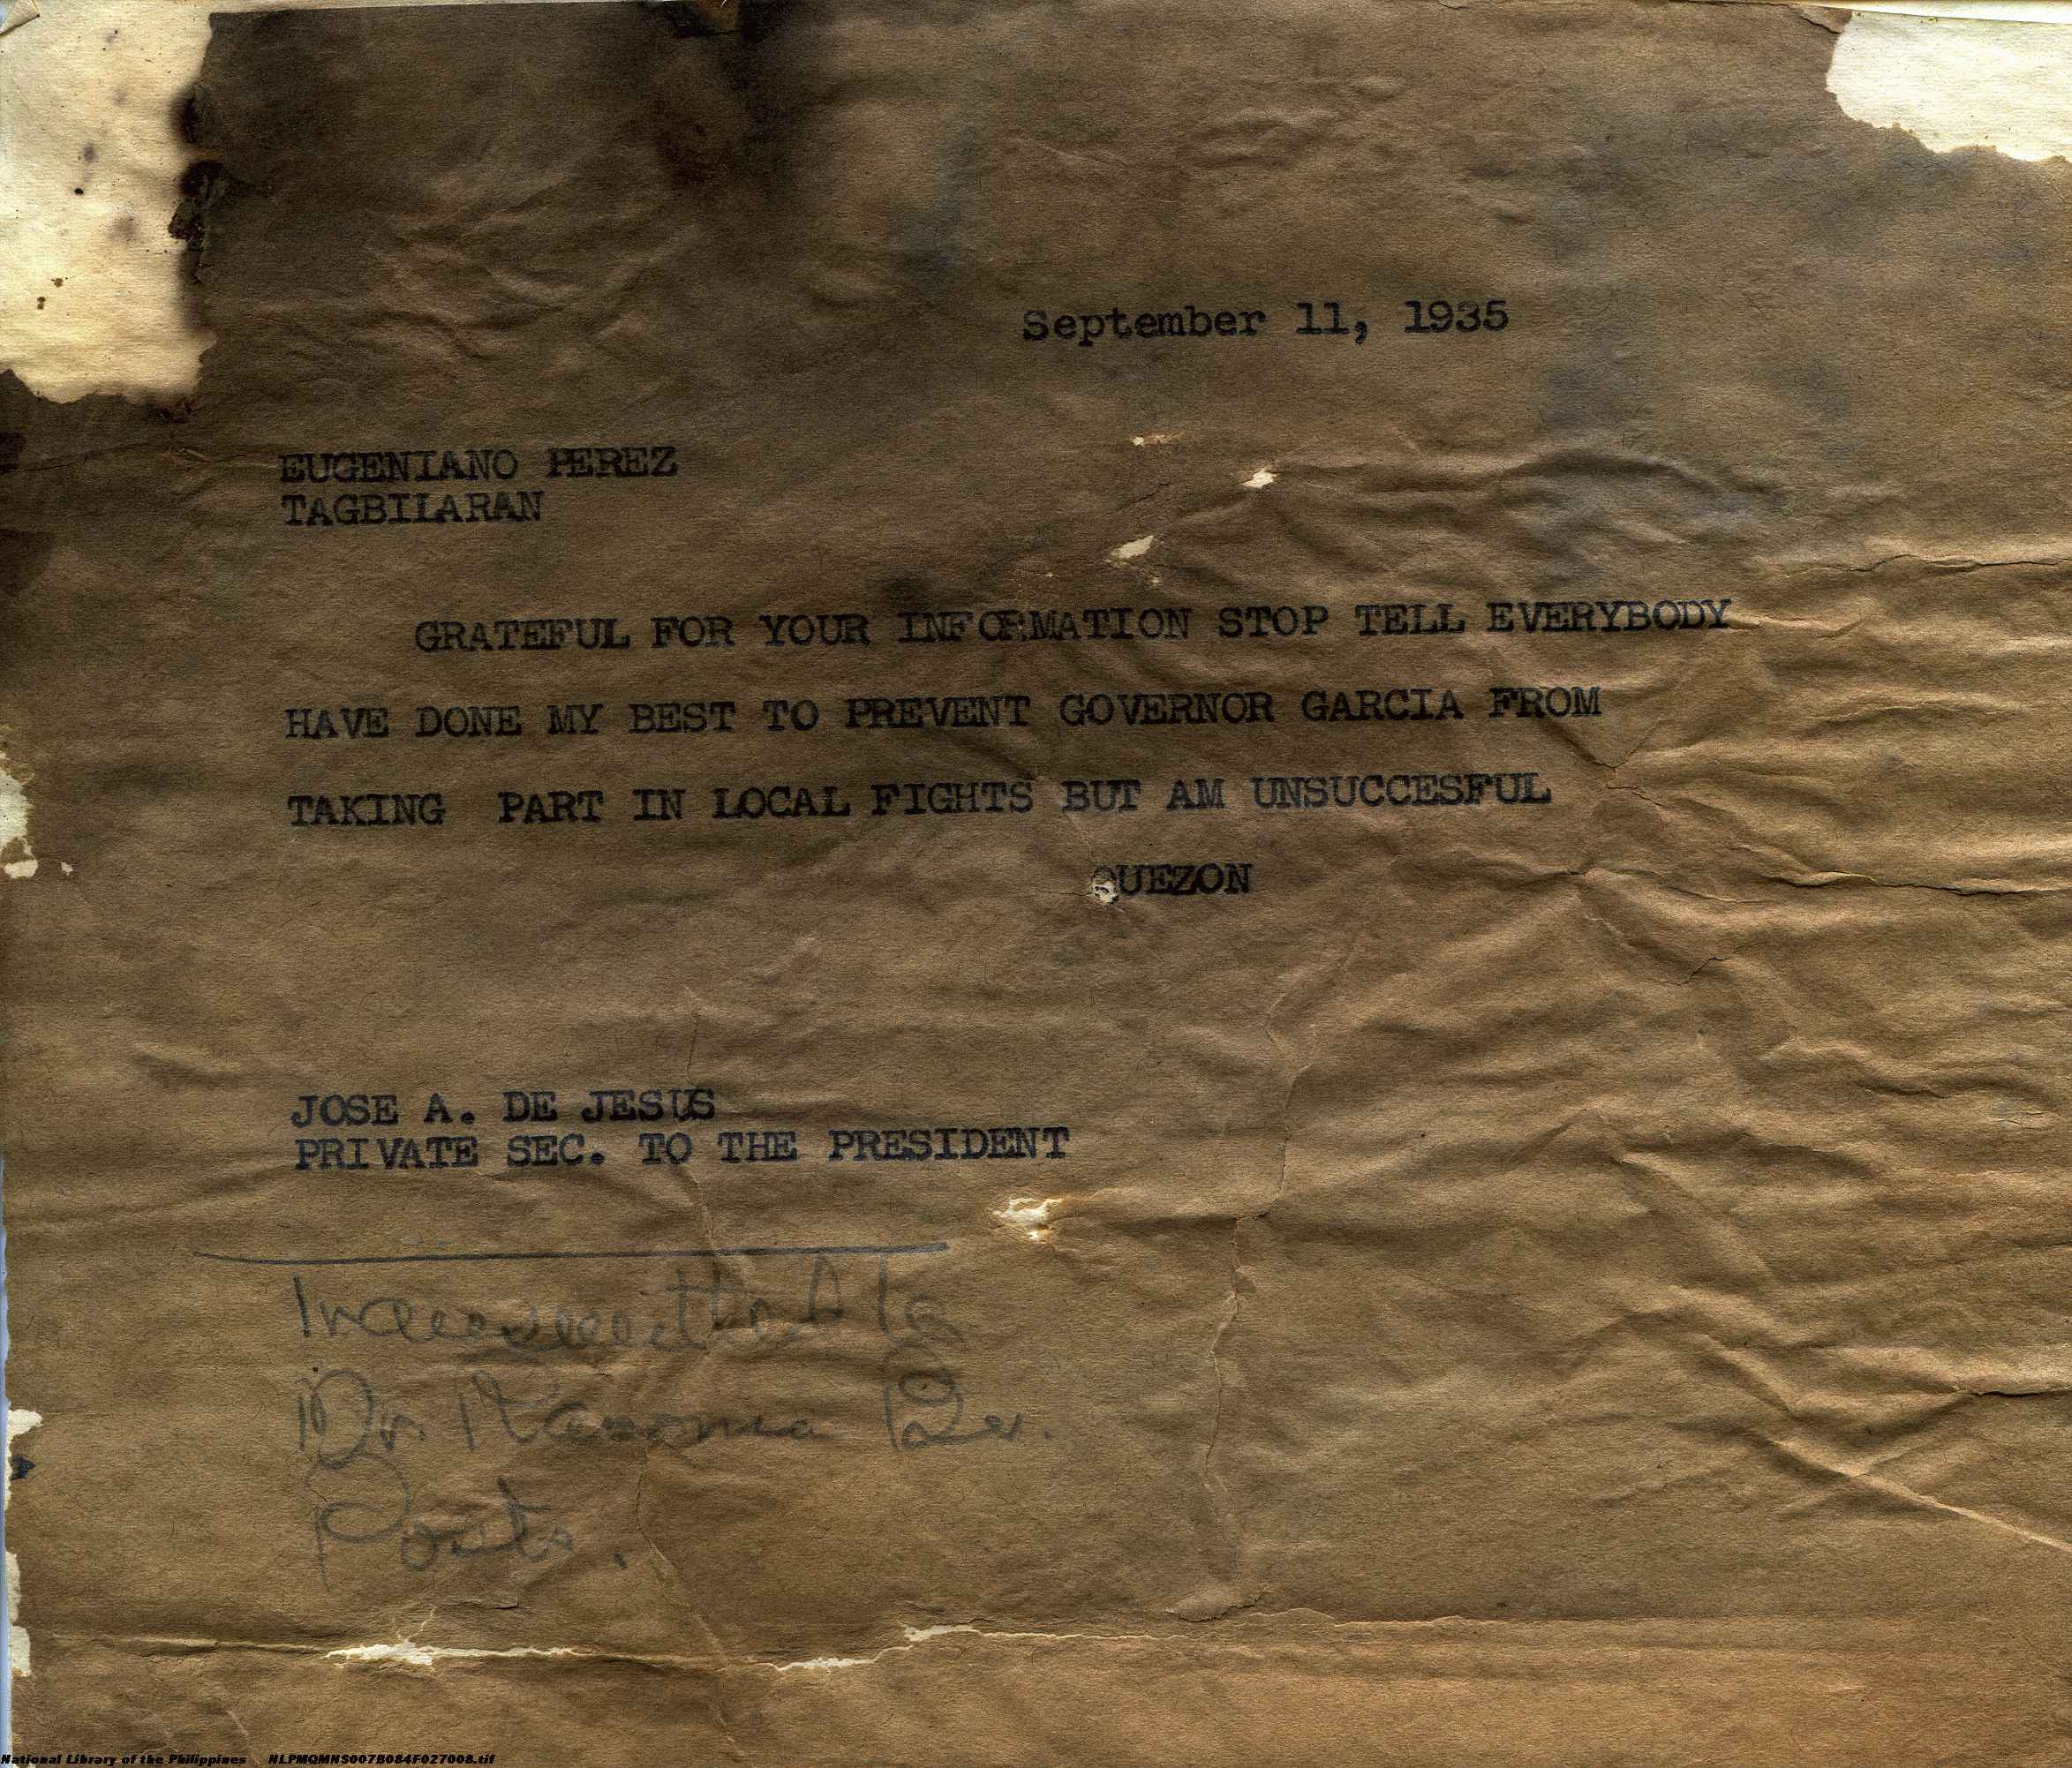 September 11, 1935
EUGENIANO PEREZ
TAGBILARAN
GRATEFUL FOR YOUR INFORMATION STOP TELL EVERYBODY
HAVE DONE MY BEST TO PREVENT GOVERNOR GARCIA FROM
TAKING PART IN LOCAL FIGHTS BUT AM UNSUCCESFUL
QUEZON
JOSE A. DE JESUS
PRIVATE SEC. TO THE PRESIDENT
Dr.
National Library of the Philippines NLPMQMNS007B084F027008.tif